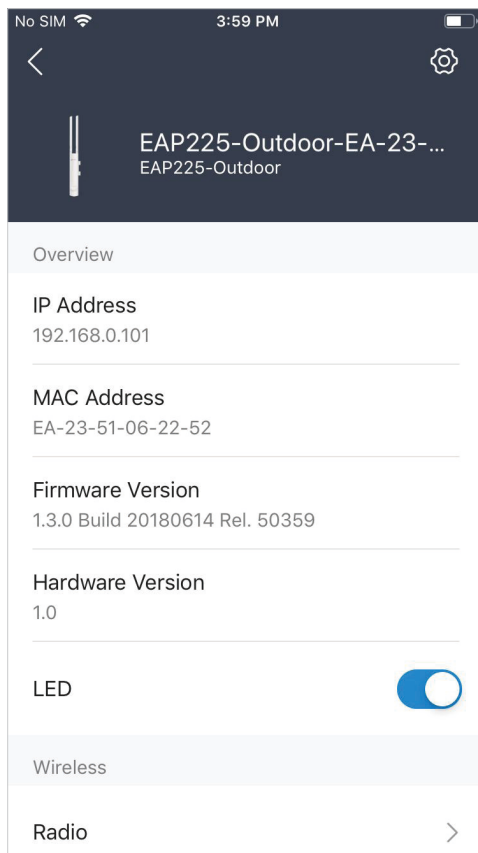 No SIM 3:59 PM
EAP225-Outdoor-EA-23-...
EAP225-Outdoor
Overview
IP Address
192.168.0.101
MAC Address
EA-23-51-06-22-52
Firmware Version
1.3.0 Build 20180614 Rel. 50359
Hardware Version
1.0
LED
Wireless
Radio